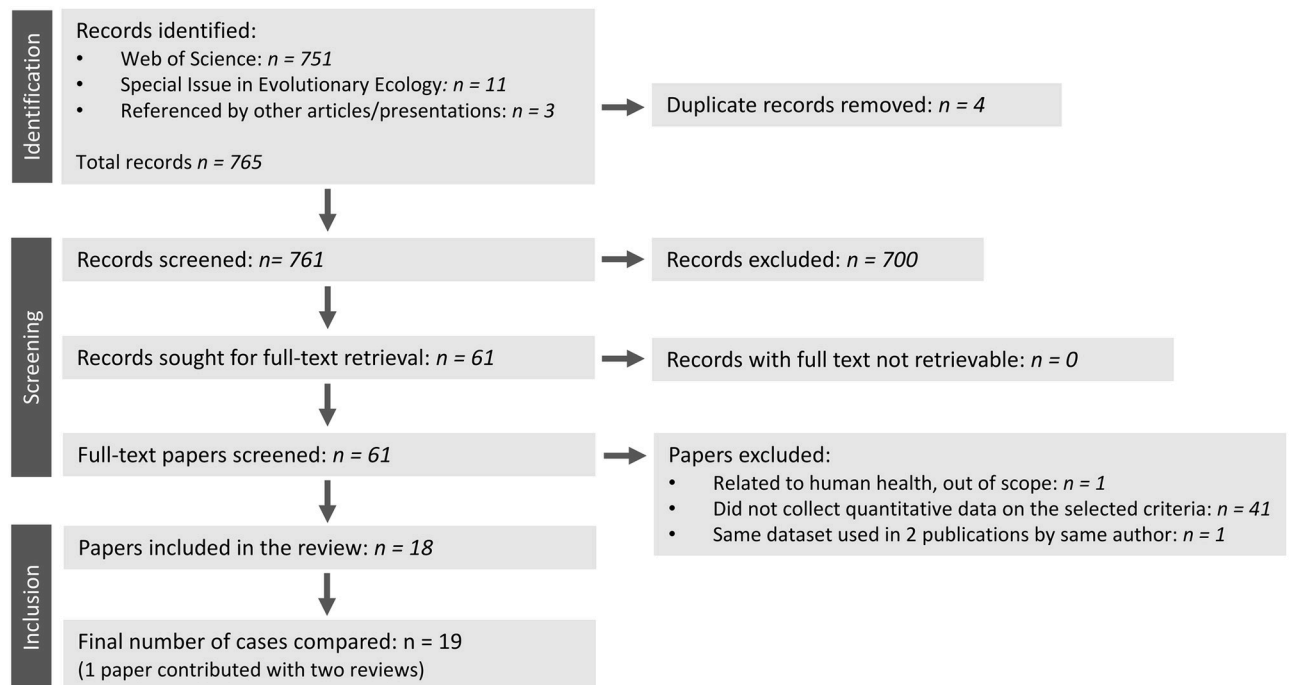 Identification
Records identified:
• Web of Science: n = 751
• Special Issue in Evolutionary Ecology: n = 11
• Referenced by other articles/presentations: n = 3
Total records n = 765
Duplicate records removed: n = 4
Screening
Records screened: n= 761
Records excluded: n = 700
Records sought for full-text retrieval: n = 61
Records with full text not retrievable: n = 0
Full-text papers screened: n = 61
Papers excluded:
• Related to human health, out of scope: n = 1
• Did not collect quantitative data on the selected criteria: n = 41
• Same dataset used in 2 publications by same author: n = 1
Inclusion
Papers included in the review: n = 18
Final number of cases compared: n = 19
(1 paper contributed with two reviews)